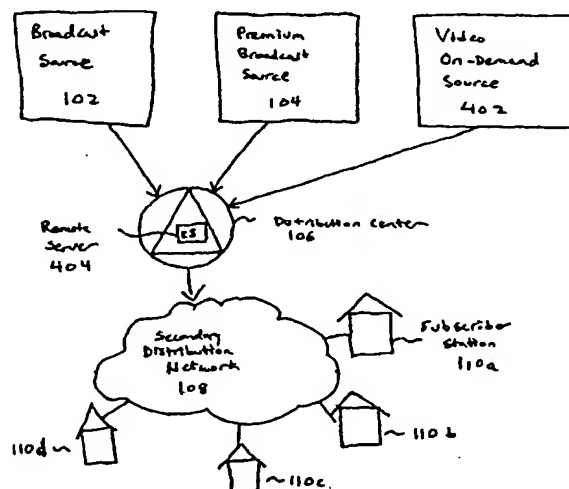 Broadcast
Source
102
Premium
Broadcast
Source
104
Video
On-Demand
Source
402
Remote
Server
404
RS
Distribution Center
106
Secondary
Distribution
Network
108
Subscriber
Station
110a
110b
110c
110d